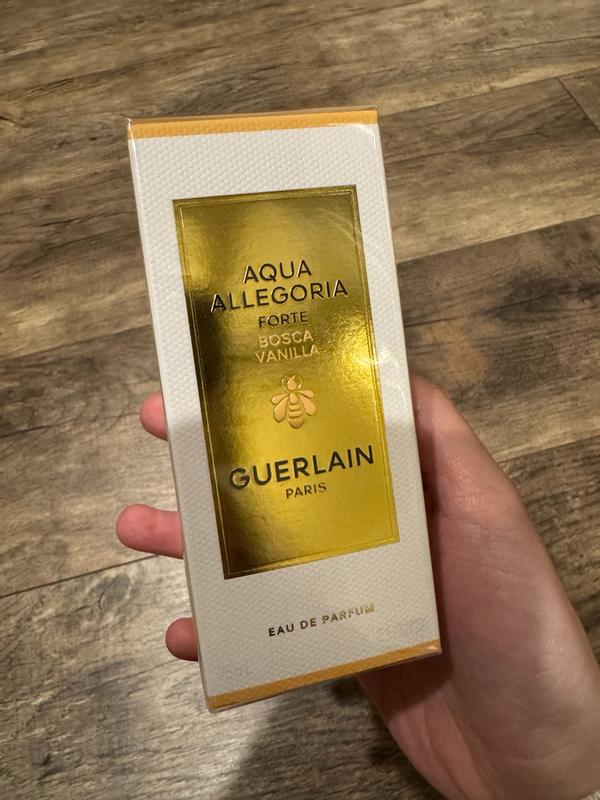 AQUA
ALLEGORIA
FORTE
BOSCA
VANILLA
GUERLAIN
PARIS
EAU DE PARFUM